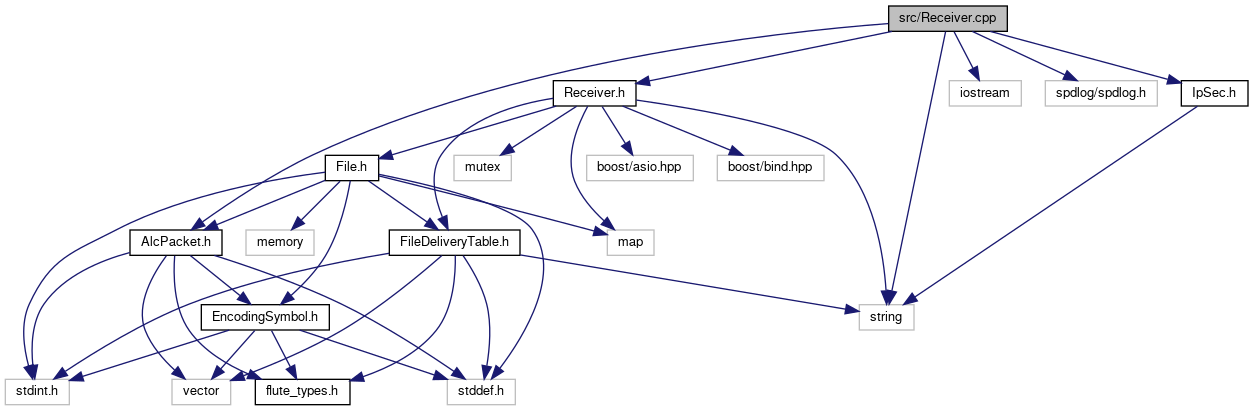 src/Receiver.cpp
Receiver.h
iostream
spdlog/spdlog.h
IpSec.h
File.h
mutex
boost/asio.hpp
boost/bind.hpp
AlcPacket.h
memory
FileDeliveryTable.h
map
EncodingSymbol.h
string
stdint.h
vector
flute_types.h
stddef.h